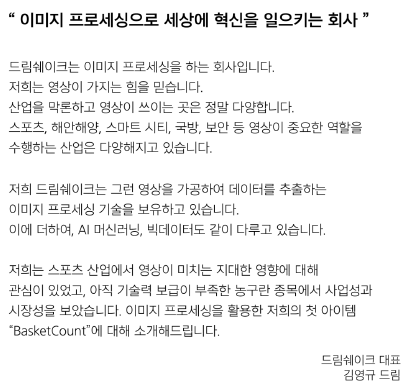 “ 이미지 프로세싱으로 세상에 혁신을 일으키는 회사 ”
드림쉐이크는 이미지 프로세싱을 하는 회사입니다.
저희는 영상이 가지는 힘을 믿습니다.
산업을 막론하고 영상이 쓰이는 곳은 정말 다양합니다.
스포츠, 해안해양, 스마트 시티, 국방, 보안 등 영상이 중요한 역할을
수행하는 산업은 다양해지고 있습니다.
저희 드림쉐이크는 그런 영상을 가공하여 데이터를 추출하는
이미지 프로세싱 기술을 보유하고 있습니다.
이에 더하여, AI 머신러닝, 빅데이터도 같이 다루고 있습니다.
저희는 스포츠 산업에서 영상이 미치는 지대한 영향에 대해
관심이 있었고, 아직 기술력 보급이 부족한 농구란 종목에서 사업성과
시장성을 보았습니다. 이미지 프로세싱을 활용한 저희의 첫 아이템
“BasketCount”에 대해 소개해드립니다.
드림쉐이크 대표
김영규 드림